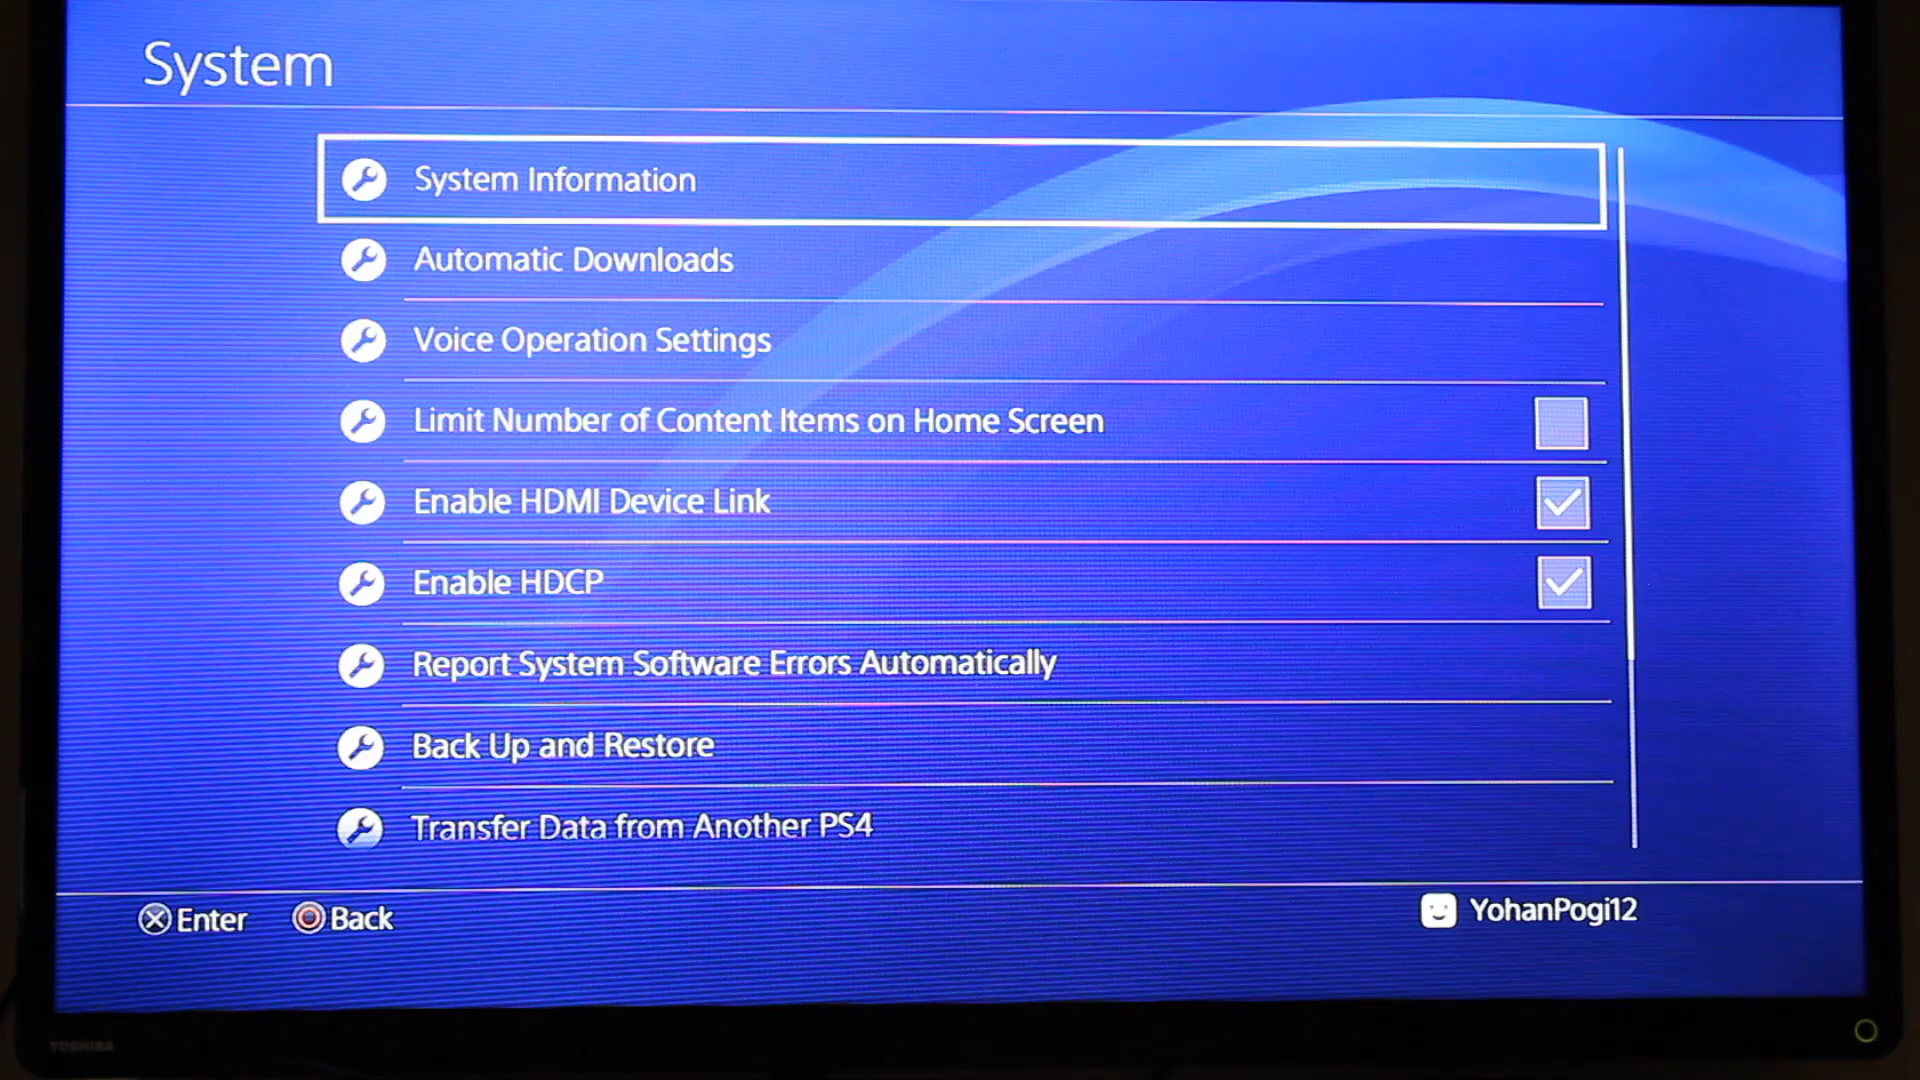 System
System Information
Automatic Downloads
Voice Operation Settings
Limit Number of Content Items on Home Screen
Enable HDMI Device Link
Enable HDCP
Report System Software Errors Automatically
Back Up and Restore
Transfer Data from Another PS4
Enter Back YohanPogi12
TOSHIBA